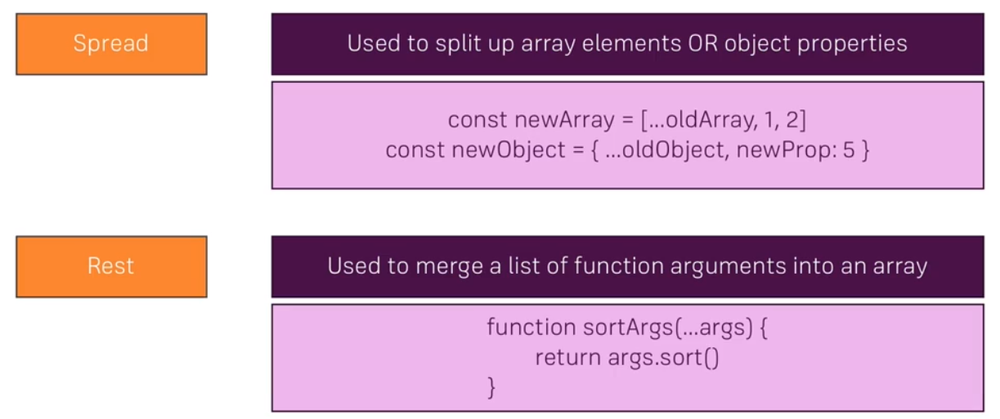 Spread
Used to split up array elements OR object properties
const newArray = [...oldArray, 1, 2]
const newObject = { ...oldObject, newProp: 5 }
Rest
Used to merge a list of function arguments into an array
function sortArgs(...args) {
return args.sort()
}